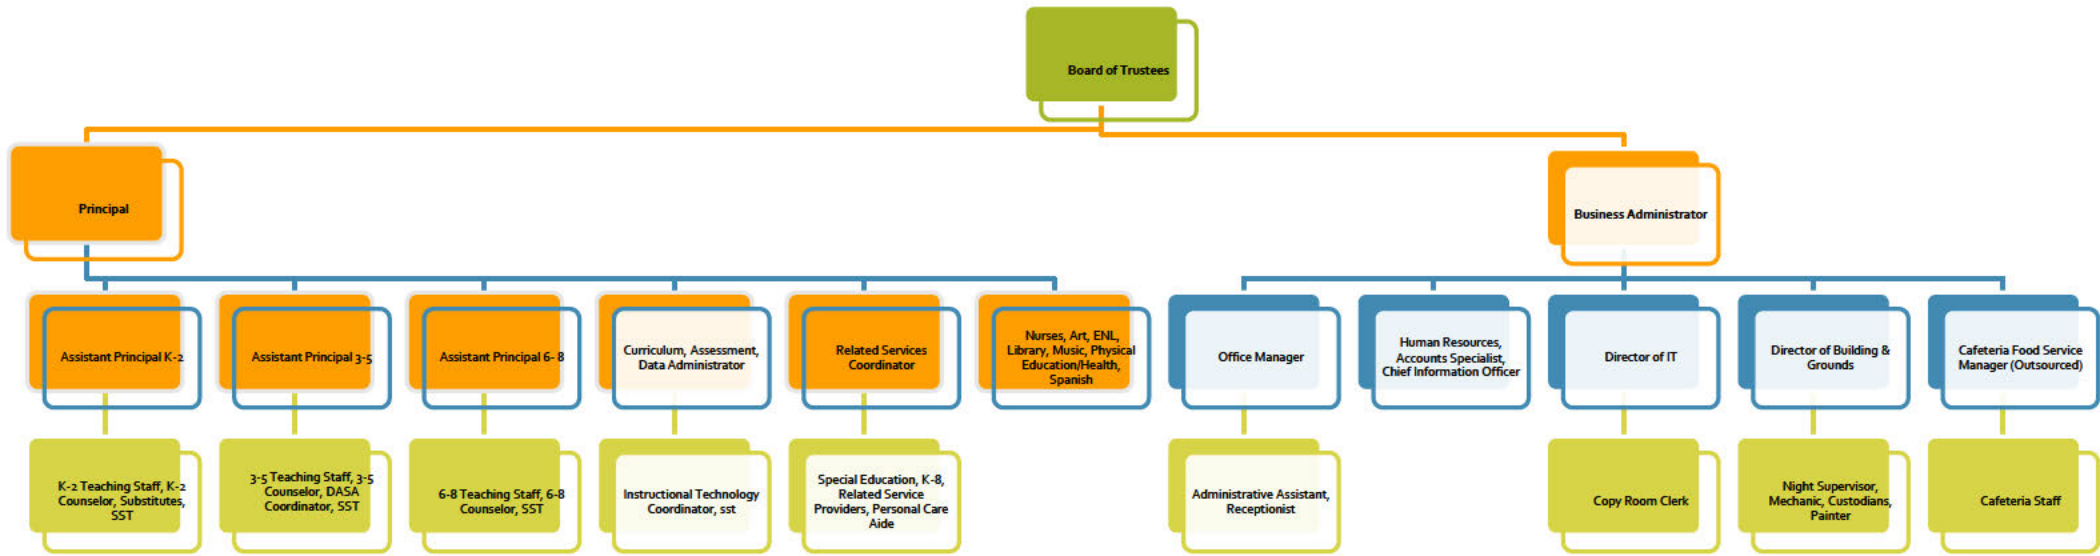 Board of Trustees
Principal
Business Administrator
Assistant Principal K-2
Assistant Principal 3-5
Assistant Principal 6- 8
Curriculum, Assessment,
Data Administrator
Related Services
Coordinator
Nurses, Art, ENL,
Library, Music, Physical
Education/Health,
Spanish
Office Manager
Human Resources,
Accounts Specialist,
Chief Information Officer
Director of IT
Director of Building &
Grounds
Cafeteria Food Service
Manager (Outsourced)
K-2 Teaching Staff, K-2
Counselor, Substitutes,
SST
3-5 Teaching Staff, 3-5
Counselor, DASA
Coordinator, SST
6-8 Teaching Staff, 6-8
Counselor, SST
Instructional Technology
Coordinator, sst
Special Education, K-8,
Related Service
Providers, Personal Care
Aide
Administrative Assistant,
Receptionist
Copy Room Clerk
Night Supervisor,
Mechanic, Custodians,
Painter
Cafeteria Staff